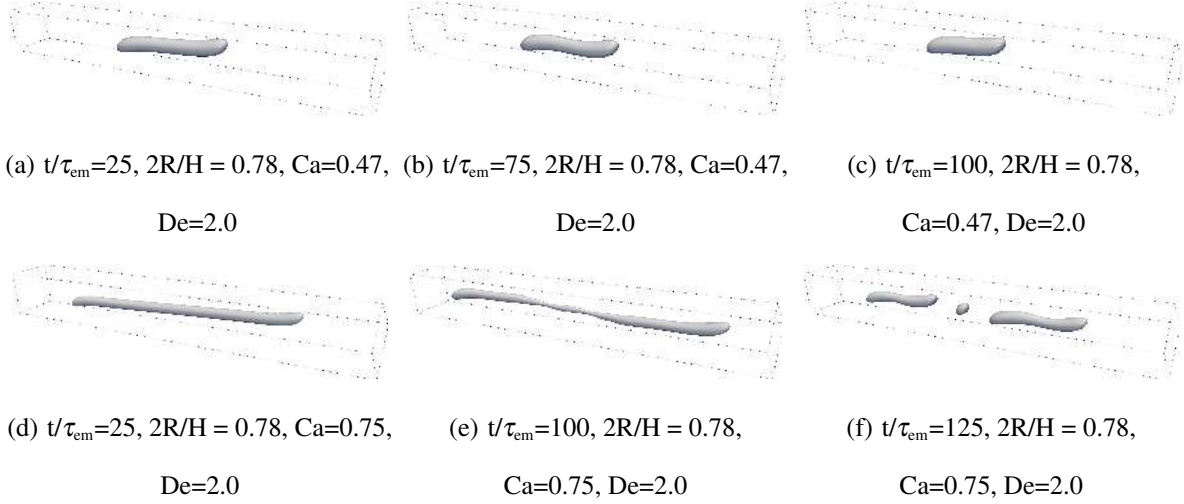 (a) t/τem=25, 2R/H = 0.78, Ca=0.47,
De=2.0
(b) t/τem=75, 2R/H = 0.78, Ca=0.47,
De=2.0
(c) t/τem=100, 2R/H = 0.78,
Ca=0.47, De=2.0
(d) t/τem=25, 2R/H = 0.78, Ca=0.75,
De=2.0
(e) t/τem=100, 2R/H = 0.78,
Ca=0.75, De=2.0
(f) t/τem=125, 2R/H = 0.78,
Ca=0.75, De=2.0